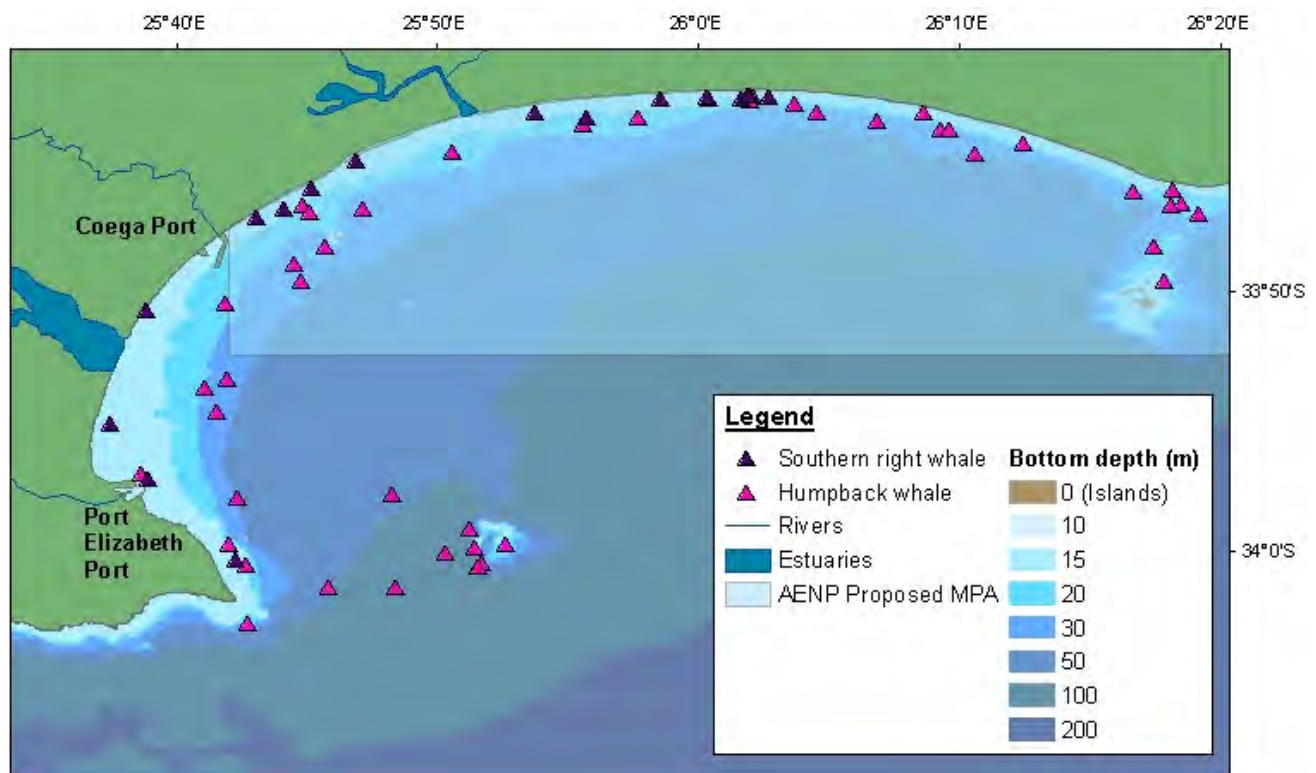 25°40'E 25°50'E 26°0'E 26°10'E 26°20'E
Coega Port
33°50'S
Legend
Southern right whale Bottom depth (m)
Humpback whale 0 (Islands)
Rivers 10
Estuaries 15
AENP Proposed MPA 20
30
50
100
200
Port
Elizabeth
Port
34°0'S